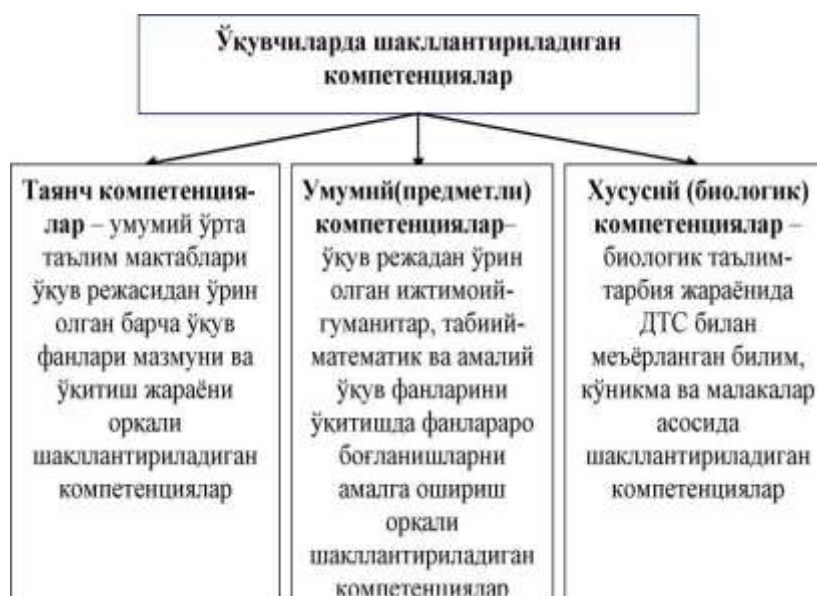 Ўқувчиларда шакллантириладиган
компетенциялар
Таянч компетенция-
лар – умумий ўрта
таълим мактаблари
ўқув режасидан ўрин
олган барча ўқув
фанлари мазмуни ва
ўқитиш жараёни
орқали
шакллантириладиган
компетенциялар
Умумий(предметли)
компетенциялар–
ўқув режадан ўрин
олган ижтимоий-
гуманитар, табиий-
математик ва амалий
ўқув фанларини
ўқитишда фанлараро
боғланишларни
амалга ошириш
орқали
шакллантириладиган
компетенциялар
Хусусий (биологик)
компетенциялар –
биологик таълим-
тарбия жараёнида
ДТС билан
меъёрланган билим,
кўникма ва малакалар
асосида
шакллантириладиган
компетенциялар